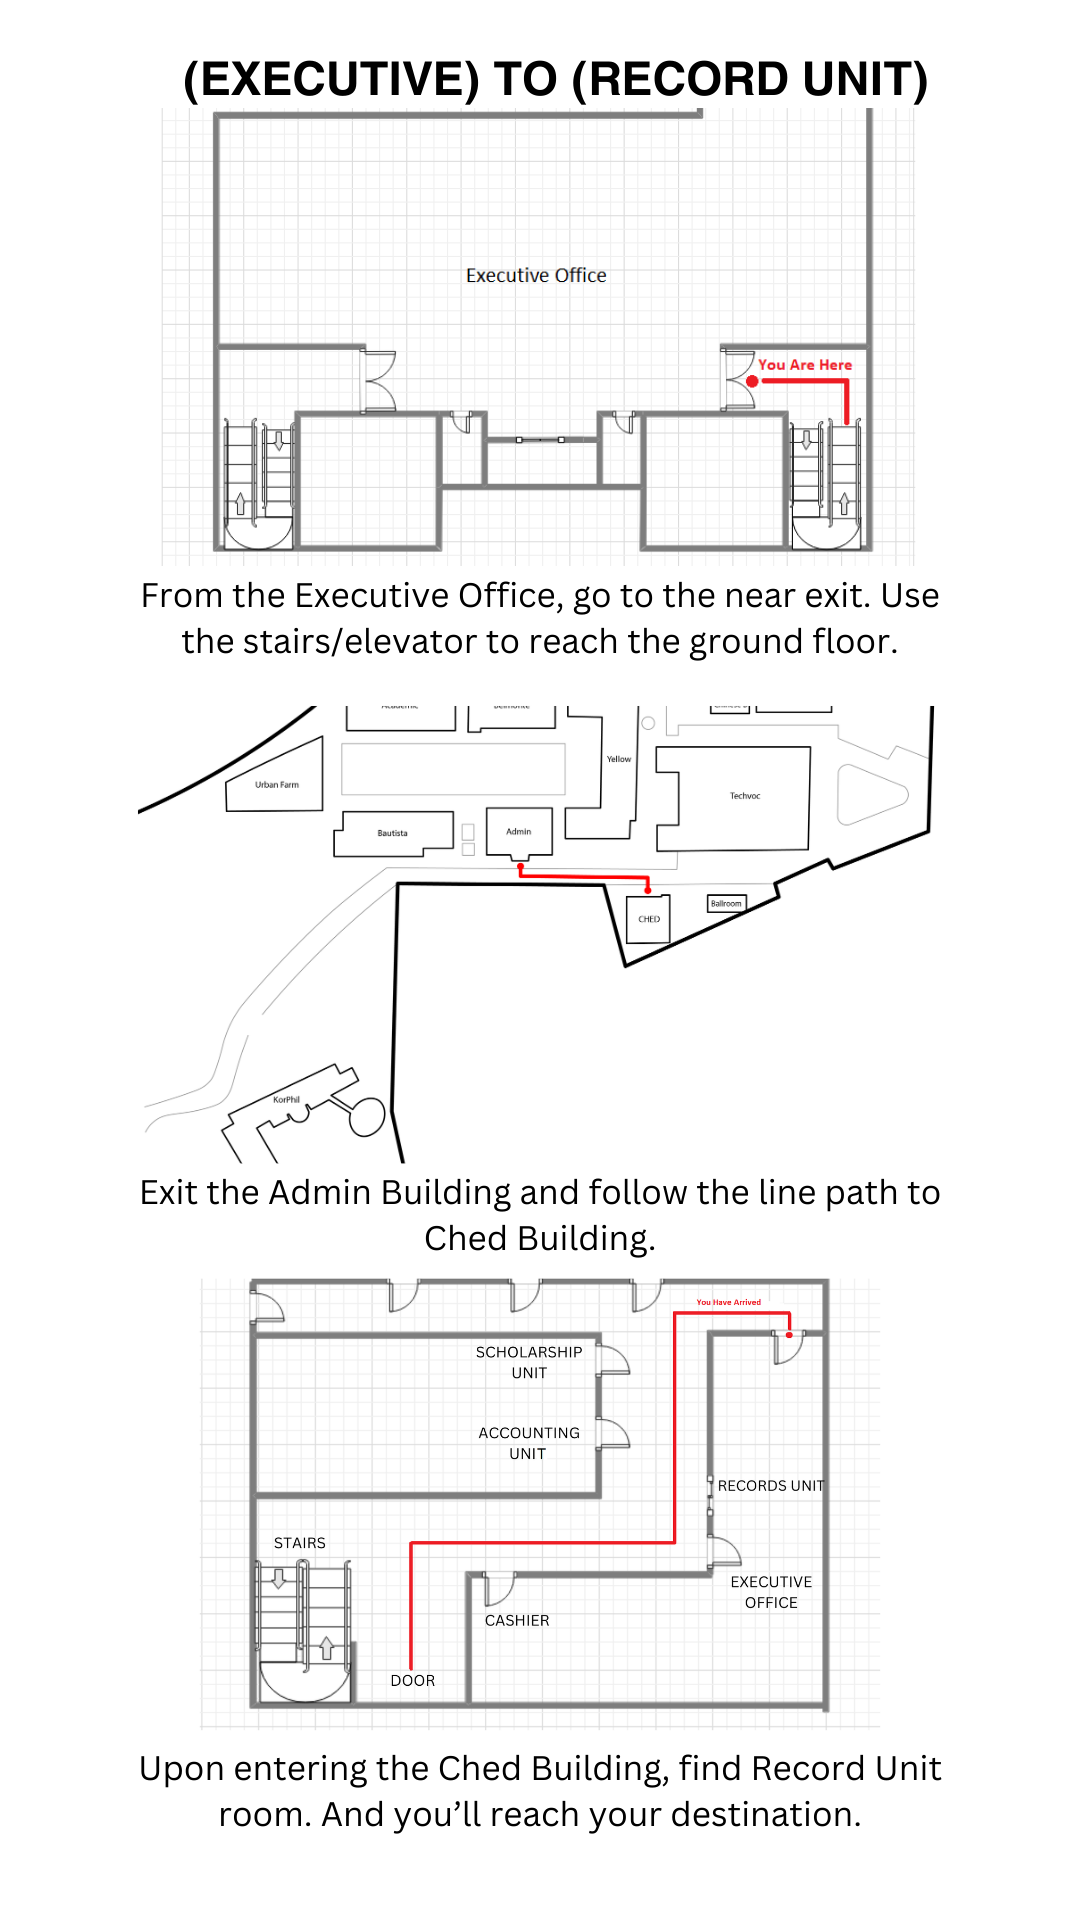 (EXECUTIVE) TO (RECORD UNIT)
Executive Office
You Are Here
From the Executive Office, go to the near exit. Use
the stairs/elevator to reach the ground floor.
Academic
Belmonte
Yellow
Urban Farm
Techvoc
Bautista
Admin
CHED
Ballroom
KorPhil
Exit the Admin Building and follow the line path to
Ched Building.
You Have Arrived
SCHOLARSHIP
UNIT
ACCOUNTING
UNIT
RECORDS UNIT
STAIRS
EXECUTIVE
OFFICE
CASHIER
DOOR
Upon entering the Ched Building, find Record Unit
room. And you’ll reach your destination.